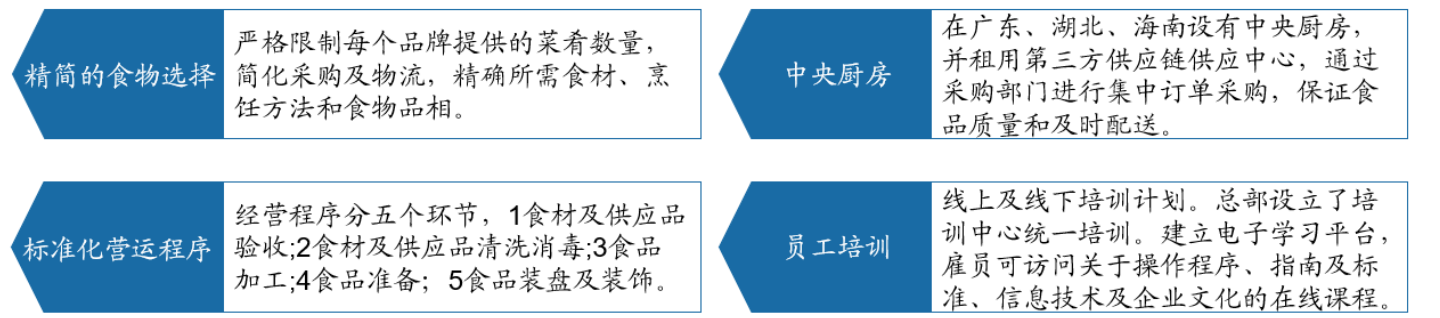 精简的食物选择
严格限制每个品牌提供的菜肴数量，
简化采购及物流，精确所需食材、烹
饪方法和食物品相。
中央厨房
在广东、湖北、海南设有中央厨房，
并租用第三方供应链供应中心，通过
采购部门进行集中订单采购，保证食
品质量和及时配送。
标准化营运程序
经营程序分五个环节，1食材及供应品
验收;2食材及供应品清洗消毒;3食品
加工;4食品准备；5食品装盘及装饰。
员工培训
线上及线下培训计划。总部设立了培
训中心统一培训。建立电子学习平台，
雇员可访问关于操作程序、指南及标
准、信息技术及企业文化的在线课程。